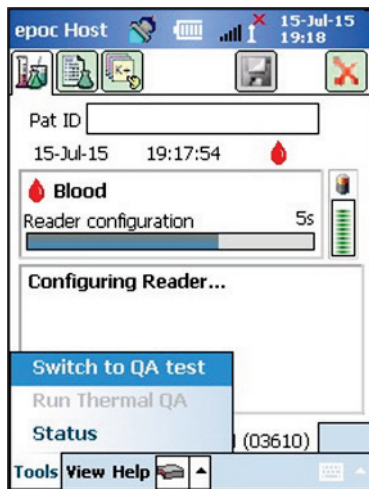 epoc Host 15-Jul-15
19:18
K+
Pat ID
15-Jul-15 19:17:54
Blood
Reader configuration 5s
Configuring Reader...
Switch to QA test
Run Thermal QA
Status
(03610)
Tools View Help